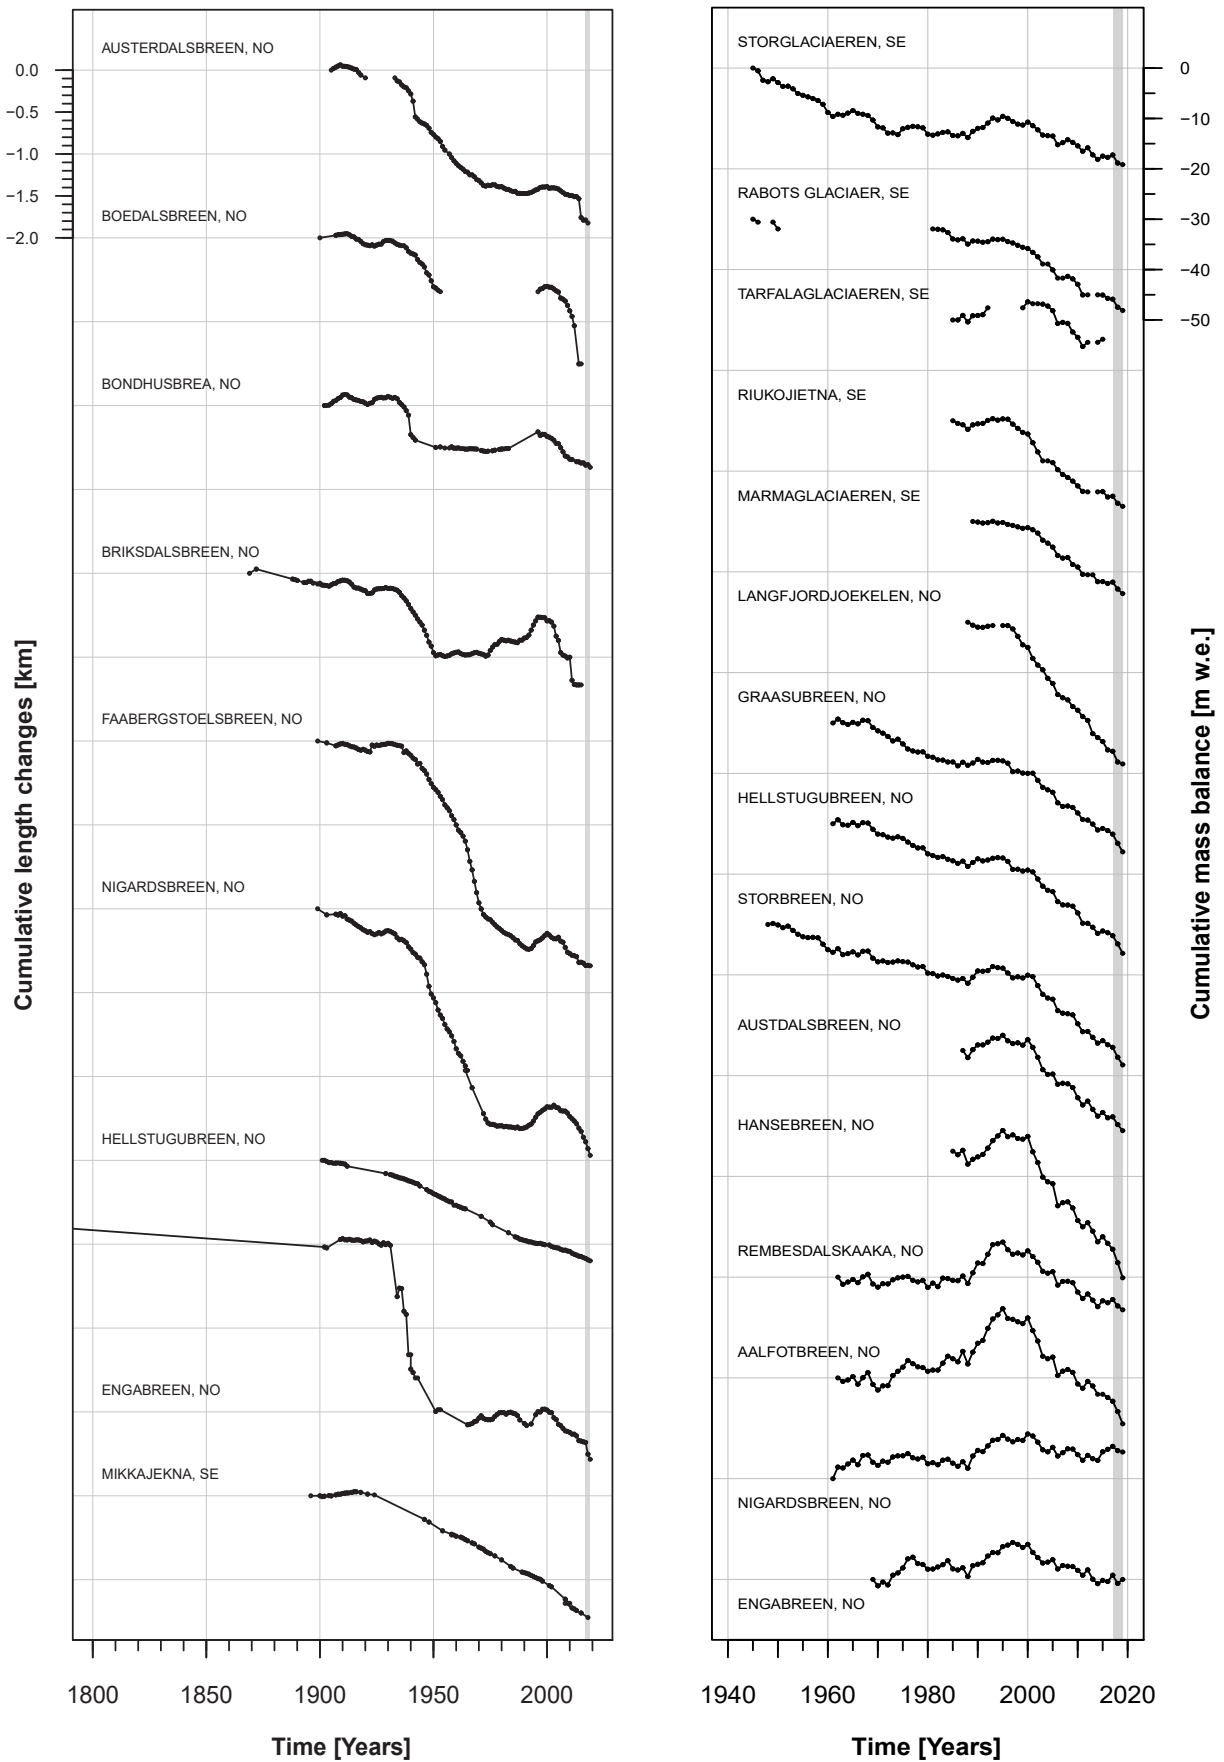 AUSTERDALSBREEN, NO
0.0
−0.5
−1.0
−1.5
BOEDALSBREEN, NO
−2.0
BONDHUSBREA, NO
BRIKSDALSBREEN, NO
FAABERGSTOELSBREEN, NO
NIGARDSBREEN, NO
HELLSTUGUBREEN, NO
ENGABREEN, NO
MIKKAJEKNA, SE
Cumulative length changes [km]
1800 1850 1900 1950 2000
Time [Years]
STORGLACIAEREN, SE
0
−10
−20
RABOTS GLACIAER, SE
−30
−40
TARFALAGLACIAEREN, SE
−50
RIUKOJIETNA, SE
MARMAGLACIAEREN, SE
LANGFJORDJOEKELEN, NO
GRAASUBREEN, NO
HELLSTUGUBREEN, NO
STORBREEN, NO
AUSTDALSBREEN, NO
HANSEBREEN, NO
REMBESDALSKAAKA, NO
AALFOTBREEN, NO
NIGARDSBREEN, NO
ENGABREEN, NO
Cumulative mass balance [m w.e.]
1940 1960 1980 2000 2020
Time [Years]